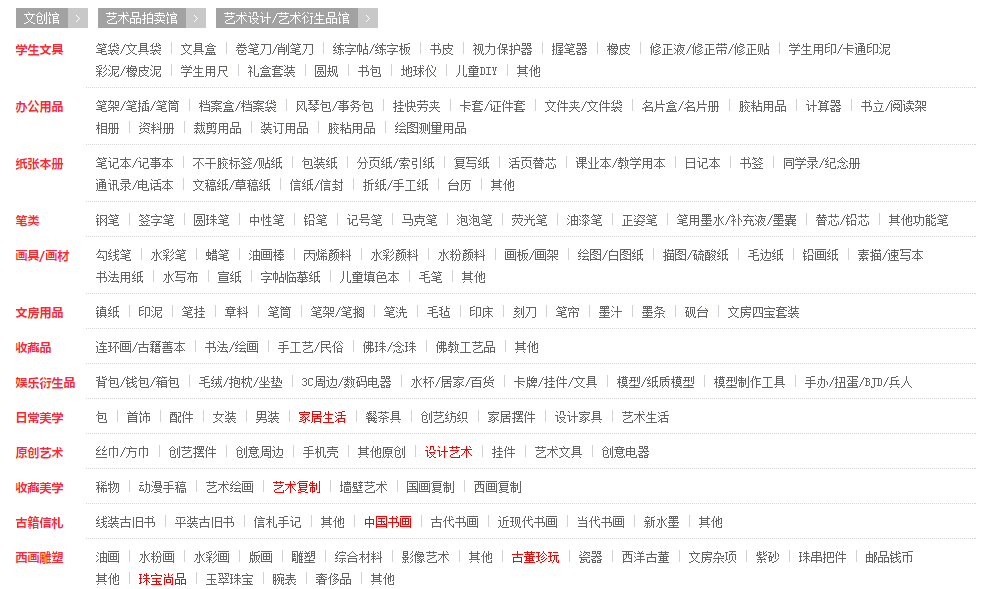 文创馆 > 艺术品拍卖馆 > 艺术设计/艺术衍生品馆 >
学生文具 笔袋/文具袋 | 文具盒 | 卷笔刀/削笔刀 | 练字帖/练字板 | 书皮 | 视力保护器 | 握笔器 | 橡皮 | 修正液/修正带/修正贴 | 学生用印/卡通印泥
彩泥/橡皮泥 | 学生用尺 | 礼盒套装 | 圆规 | 书包 | 地球仪 | 儿童DIY | 其他
办公用品 笔架/笔插/笔筒 | 档案盒/档案袋 | 风琴包/事务包 | 挂快劳夹 | 卡套/证件套 | 文件夹/文件袋 | 名片盒/名片册 | 胶粘用品 | 计算器 | 书立/阅读架
相册 | 资料册 | 裁剪用品 | 装订用品 | 胶粘用品 | 绘图测量用品
纸张本册 笔记本/记事本 | 不干胶标签/贴纸 | 包装纸 | 分页纸/索引纸 | 复写纸 | 活页替芯 | 课业本/教学用本 | 日记本 | 书签 | 同学录/纪念册
通讯录/电话本 | 文稿纸/草稿纸 | 信纸/信封 | 折纸/手工纸 | 台历 | 其他
笔类 钢笔 | 签字笔 | 圆珠笔 | 中性笔 | 铅笔 | 记号笔 | 马克笔 | 泡泡笔 | 荧光笔 | 油漆笔 | 正姿笔 | 笔用墨水/补充液/墨囊 | 替芯/铅芯 | 其他功能笔
画具/画材 勾线笔 | 水彩笔 | 蜡笔 | 油画棒 | 丙烯颜料 | 水彩颜料 | 水粉颜料 | 画板/画架 | 绘图/白图纸 | 描图/硫酸纸 | 毛边纸 | 铅画纸 | 素描/速写本
书法用纸 | 水写布 | 宣纸 | 字帖临摹纸 | 儿童填色本 | 毛笔 | 其他
文房用品 镇纸 | 印泥 | 笔挂 | 章料 | 笔筒 | 笔架/笔搁 | 笔洗 | 毛毡 | 印床 | 刻刀 | 笔帘 | 墨汁 | 墨条 | 砚台 | 文房四宝套装
收藏品 连环画/古籍善本 | 书法/绘画 | 手工艺/民俗 | 佛珠/念珠 | 佛教工艺品 | 其他
娱乐衍生品 背包/钱包/箱包 | 毛绒/抱枕/坐垫 | 3C周边/数码电器 | 水杯/居家/百货 | 卡牌/挂件/文具 | 模型/纸质模型 | 模型制作工具 | 手办/扭蛋/BJD/兵人
日常美学 包 | 首饰 | 配件 | 女装 | 男装 | 家居生活 | 餐茶具 | 创艺纺织 | 家居摆件 | 设计家具 | 艺术生活
原创艺术 丝巾/方巾 | 创艺摆件 | 创意周边 | 手机壳 | 其他原创 | 设计艺术 | 挂件 | 艺术文具 | 创意电器
收藏美学 稀物 | 动漫手稿 | 艺术绘画 | 艺术复制 | 墙壁艺术 | 国画复制 | 西画复制
古籍信札 线装古旧书 | 平装古旧书 | 信札手记 | 其他 | 中国书画 | 古代书画 | 近现代书画 | 当代书画 | 新水墨 | 其他
西画雕塑 油画 | 水粉画 | 水彩画 | 版画 | 雕塑 | 综合材料 | 影像艺术 | 其他 | 古董珍玩 | 瓷器 | 西洋古董 | 文房杂项 | 紫砂 | 珠串把件 | 邮品钱币
其他 | 珠宝尚品 | 玉翠珠宝 | 腕表 | 奢侈品 | 其他